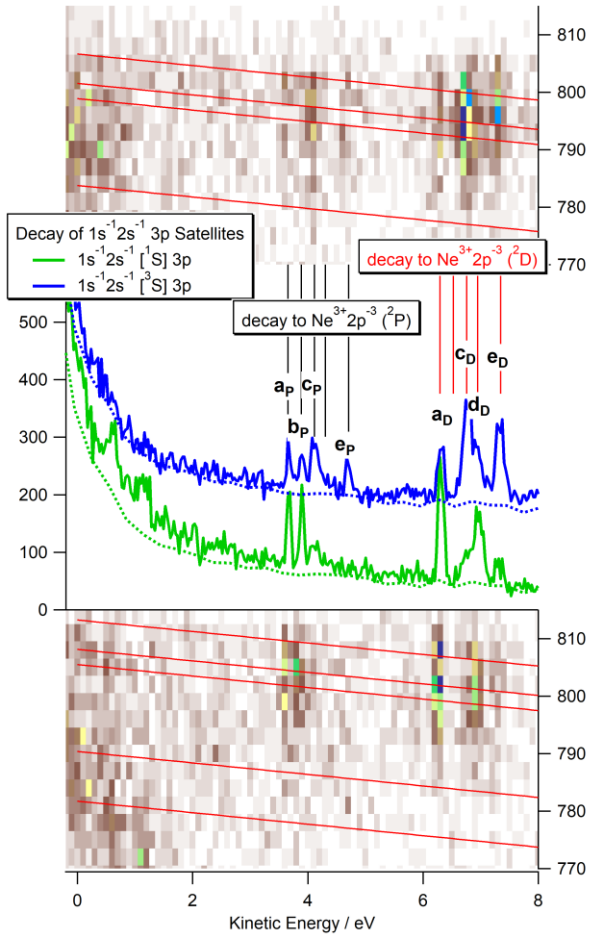 810
800
790
780
770
Decay of 1s⁻¹2s⁻¹ 3p Satellites
1s⁻¹2s⁻¹ [¹S] 3p
1s⁻¹2s⁻¹ [³S] 3p
decay to Ne³⁺2p⁻³ (²D)
decay to Ne³⁺2p⁻³ (²P)
500
400
300
200
100
0
a_P
b_P
c_P
e_P
a_D
c_D
d_D
e_D
810
800
790
780
770
0 2 4 6 8
Kinetic Energy / eV